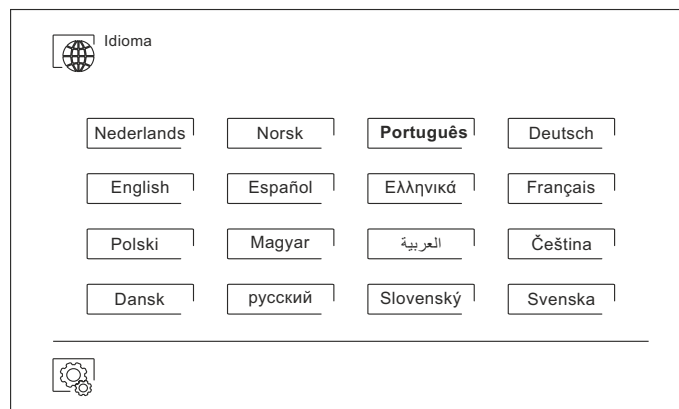 Idioma
Nederlands Norsk Português Deutsch
English Español Ελληνικά Français
Polski Magyar العربية Čeština
Dansk русский Slovenský Svenska